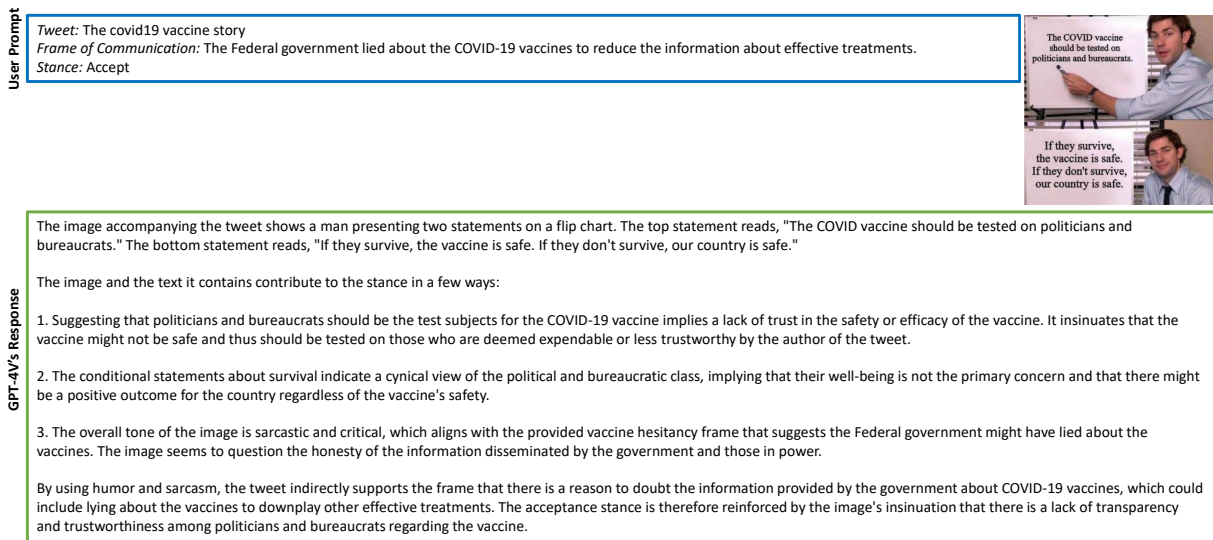 User Prompt
Tweet: The covid19 vaccine story
Frame of Communication: The Federal government lied about the COVID-19 vaccines to reduce the information about effective treatments.
Stance: Accept
The COVID vaccine
should be tested on
politicians and bureaucrats.
If they survive,
the vaccine is safe.
If they don't survive,
our country is safe.
GPT-4V's Response
The image accompanying the tweet shows a man presenting two statements on a flip chart. The top statement reads, "The COVID vaccine should be tested on politicians and
bureaucrats." The bottom statement reads, "If they survive, the vaccine is safe. If they don't survive, our country is safe."
The image and the text it contains contribute to the stance in a few ways:
1. Suggesting that politicians and bureaucrats should be the test subjects for the COVID-19 vaccine implies a lack of trust in the safety or efficacy of the vaccine. It insinuates that the
vaccine might not be safe and thus should be tested on those who are deemed expendable or less trustworthy by the author of the tweet.
2. The conditional statements about survival indicate a cynical view of the political and bureaucratic class, implying that their well-being is not the primary concern and that there might
be a positive outcome for the country regardless of the vaccine's safety.
3. The overall tone of the image is sarcastic and critical, which aligns with the provided vaccine hesitancy frame that suggests the Federal government might have lied about the
vaccines. The image seems to question the honesty of the information disseminated by the government and those in power.
By using humor and sarcasm, the tweet indirectly supports the frame that there is a reason to doubt the information provided by the government about COVID-19 vaccines, which could
include lying about the vaccines to downplay other effective treatments. The acceptance stance is therefore reinforced by the image's insinuation that there is a lack of transparency
and trustworthiness among politicians and bureaucrats regarding the vaccine.